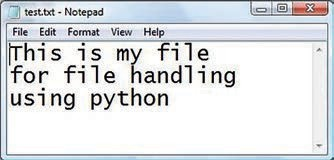 test.txt - Notepad
File Edit Format View Help
This is my file
for file handling
using python